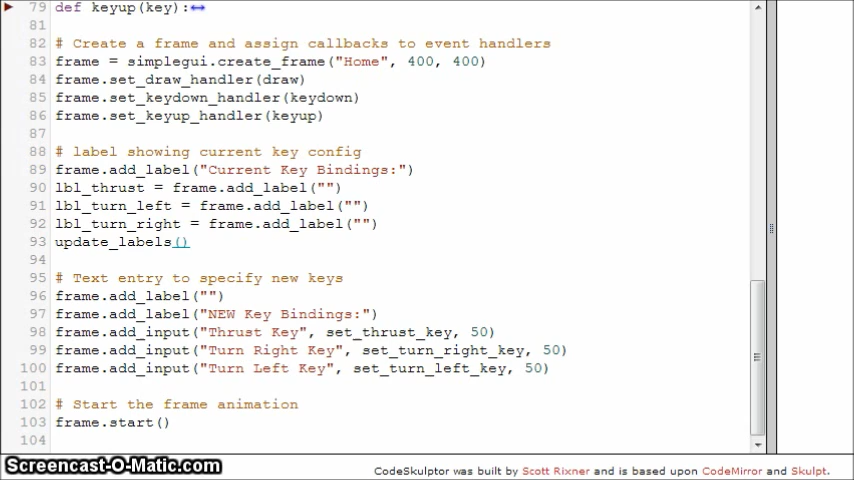 79 def keyup(key):
81
82 # Create a frame and assign callbacks to event handlers
83 frame = simplegui.create_frame("Home", 400, 400)
84 frame.set_draw_handler(draw)
85 frame.set_keydown_handler(keydown)
86 frame.set_keyup_handler(keyup)
87
88 # label showing current key config
89 frame.add_label("Current Key Bindings:")
90 lbl_thrust = frame.add_label("")
91 lbl_turn_left = frame.add_label("")
92 lbl_turn_right = frame.add_label("")
93 update_labels()
94
95 # Text entry to specify new keys
96 frame.add_label("")
97 frame.add_label("NEW Key Bindings:")
98 frame.add_input("Thrust Key", set_thrust_key, 50)
99 frame.add_input("Turn Right Key", set_turn_right_key, 50)
100 frame.add_input("Turn Left Key", set_turn_left_key, 50)
101
102 # Start the frame animation
103 frame.start()
104
Screencast-O-Matic.com
CodeSkulptor was built by Scott Rixner and is based upon CodeMirror and Skulpt.